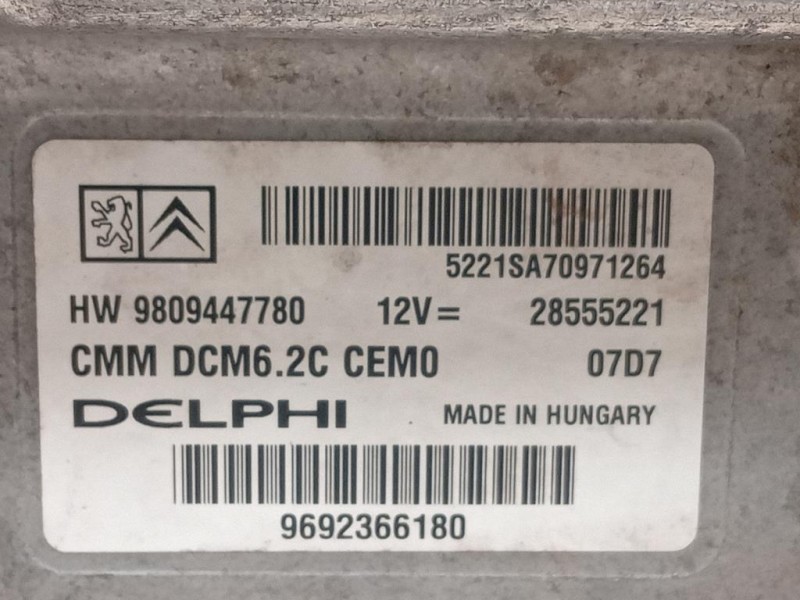 5221SA70971264
HW 9809447780 12V= 28555221
CMM DCM6.2C CEM0 07D7
DELPHI MADE IN HUNGARY
9692366180